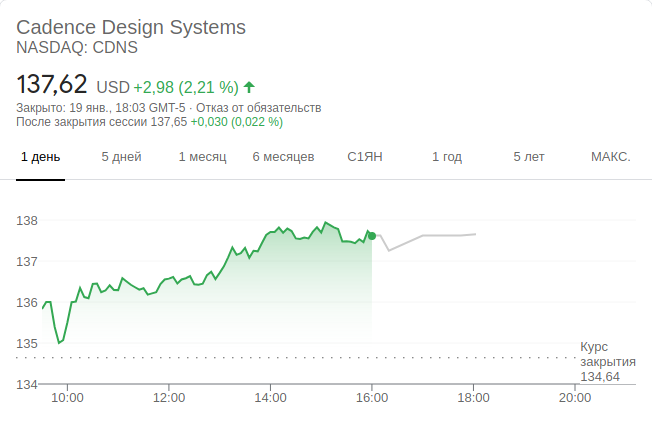 Cadence Design Systems
NASDAQ: CDNS
137,62 USD +2,98 (2,21 %)
Закрыто: 19 янв., 18:03 GMT-5 · Отказ от обязательств
После закрытия сессии 137,65 +0,030 (0,022 %)
1 день 5 дней 1 месяц 6 месяцев С1ЯН 1 год 5 лет МАКС.
138
137
136
135
Курс
закрытия
134,64
134
10:00 12:00 14:00 16:00 18:00 20:00